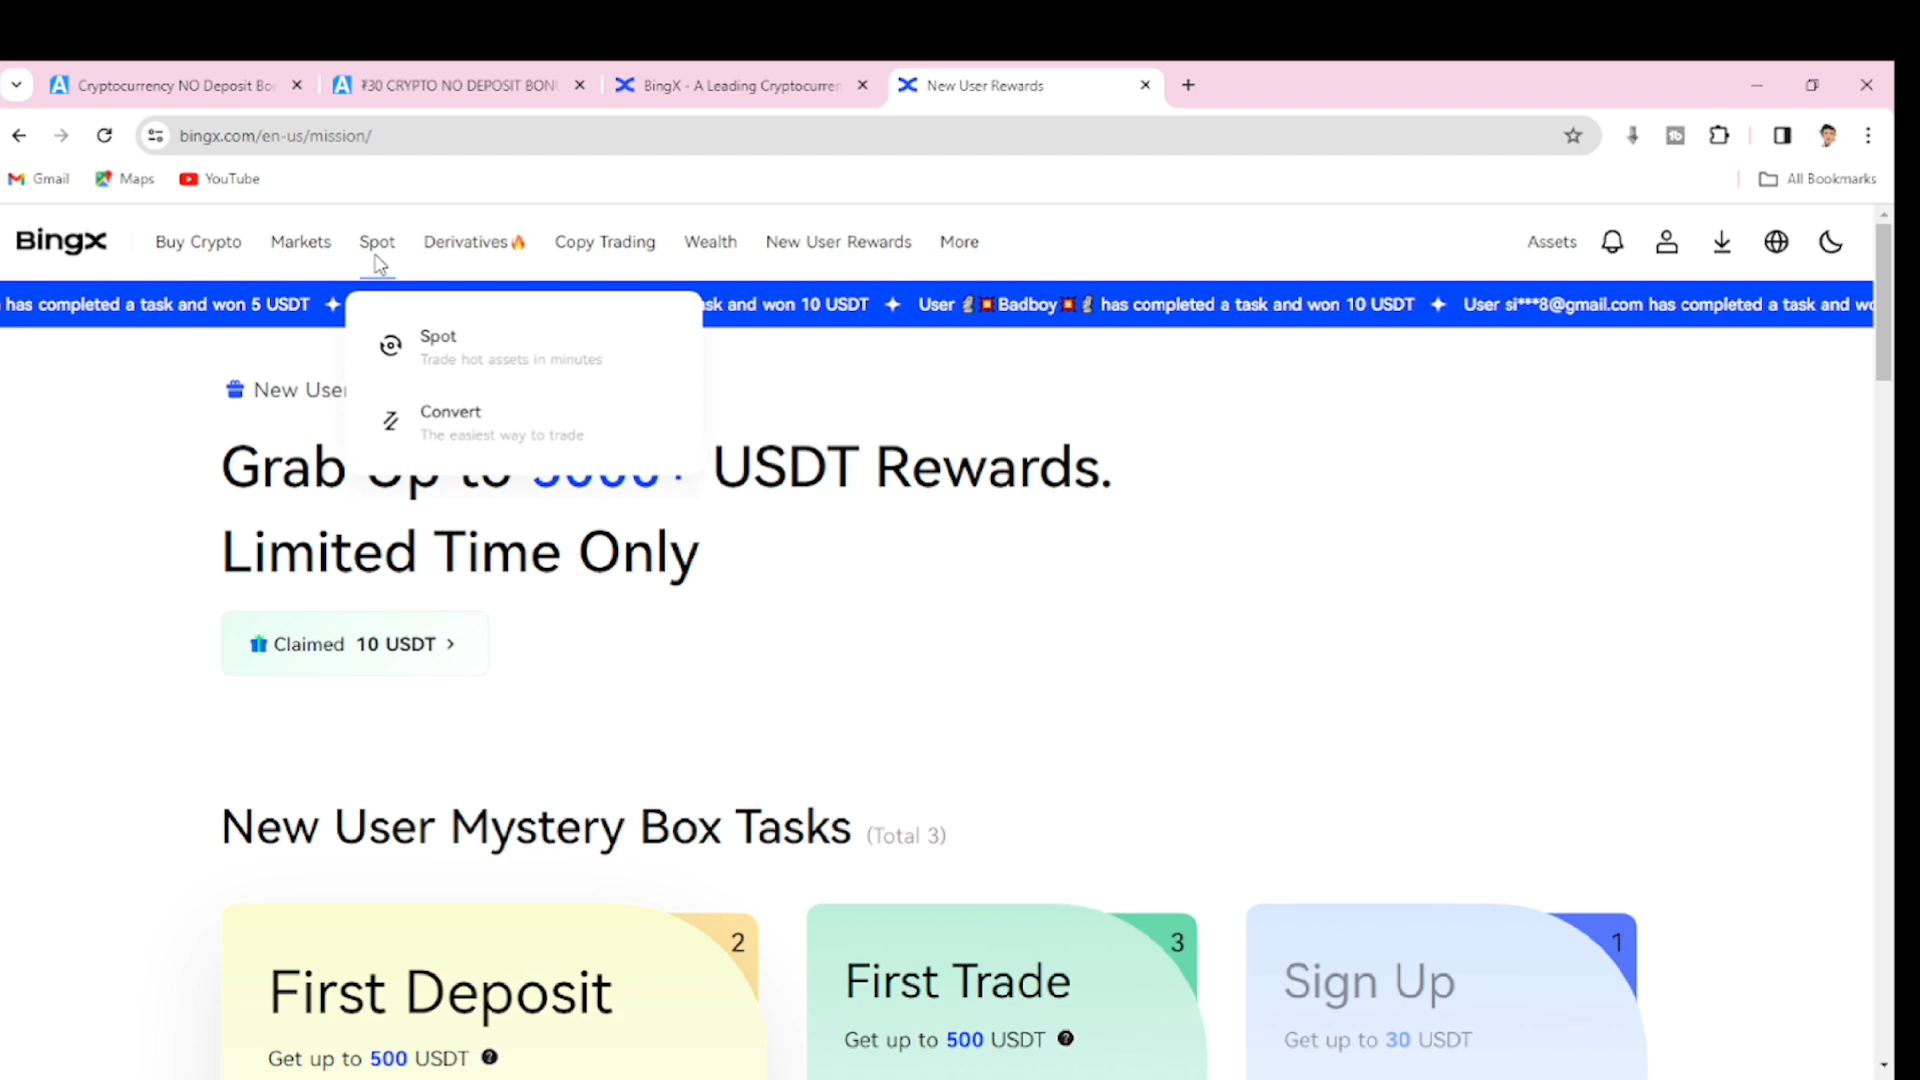 Cryptocurrency NO Deposit Bo
₮30 CRYPTO NO DEPOSIT BON
BingX - A Leading Cryptocurren
New User Rewards
bingx.com/en-us/mission/
Gmail
Maps
YouTube
All Bookmarks
BingX
Buy Crypto
Markets
Spot
Derivatives🔥
Copy Trading
Wealth
New User Rewards
More
Assets
has completed a task and won 5 USDT
sk and won 10 USDT
User 🗿💥Badboy💥🗿 has completed a task and won 10 USDT
User si***8@gmail.com has completed a task and wo
Spot
Trade hot assets in minutes
Convert
The easiest way to trade
New User
Grab Up to USDT Rewards.
Limited Time Only
Claimed 10 USDT >
New User Mystery Box Tasks (Total 3)
2
First Deposit
Get up to 500 USDT ?
3
First Trade
Get up to 500 USDT ?
1
Sign Up
Get up to 30 USDT